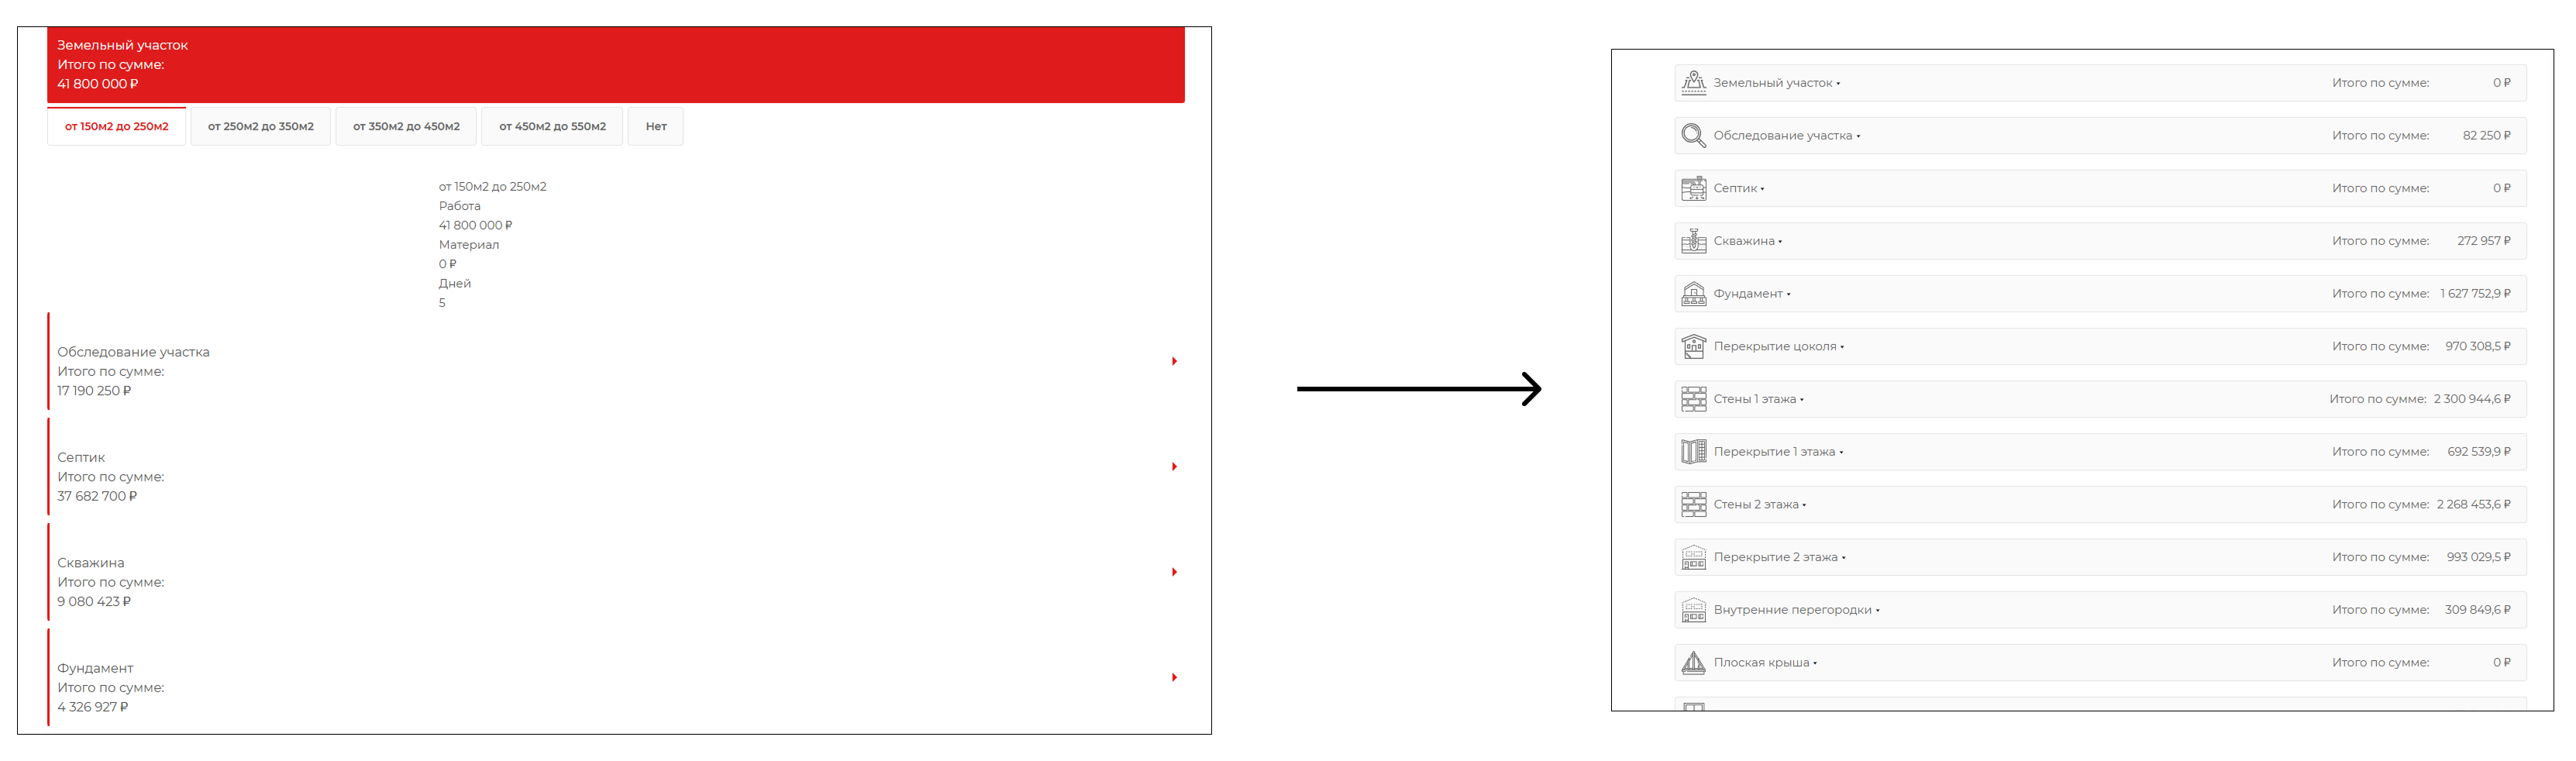 Земельный участок
Итого по сумме:
41 800 000 ₽
от 150м2 до 250м2 от 250м2 до 350м2 от 350м2 до 450м2 от 450м2 до 550м2 Нет
от 150м2 до 250м2
Работа
41 800 000 ₽
Материал
0 ₽
Дней
5
Обследование участка
Итого по сумме:
17 190 250 ₽
Септик
Итого по сумме:
37 682 700 ₽
Скважина
Итого по сумме:
9 080 423 ₽
Фундамент
Итого по сумме:
4 326 927 ₽
Земельный участок Итого по сумме: 0 ₽
Обследование участка Итого по сумме: 82 250 ₽
Септик Итого по сумме: 0 ₽
Скважина Итого по сумме: 272 957 ₽
Фундамент Итого по сумме: 1 627 752,9 ₽
Перекрытие цоколя Итого по сумме: 970 308,5 ₽
Стены 1 этажа Итого по сумме: 2 300 944,6 ₽
Перекрытие 1 этажа Итого по сумме: 692 539,9 ₽
Стены 2 этажа Итого по сумме: 2 268 453,6 ₽
Перекрытие 2 этажа Итого по сумме: 993 029,5 ₽
Внутренние перегородки Итого по сумме: 309 849,6 ₽
Плоская крыша Итого по сумме: 0 ₽